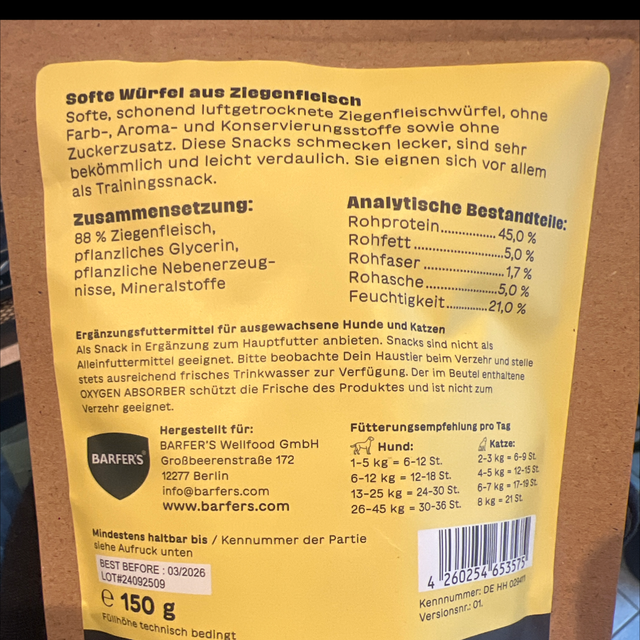 Softe Würfel aus Ziegenfleisch
Softe, schonend luftgetrocknete Ziegenfleischwürfel, ohne
Farb-, Aroma- und Konservierungsstoffe sowie ohne
Zuckerzusatz. Diese Snacks schmecken lecker, sind sehr
bekömmlich und leicht verdaulich. Sie eignen sich vor allem
als Trainingssnack.
Zusammensetzung:
88 % Ziegenfleisch,
pflanzliches Glycerin,
pflanzliche Nebenerzeug-
nisse, Mineralstoffe
Analytische Bestandteile:
Rohprotein............... 45,0 %
Rohfett ......................5,0 %
Rohfaser .................... 1,7 %
Rohasche....................5,0 %
Feuchtigkeit............21,0 %
Ergänzungsfuttermittel für ausgewachsene Hunde und Katzen
Als Snack in Ergänzung zum Hauptfutter anbieten. Snacks sind nicht als
Alleinfuttermittel geeignet. Bitte beobachte Dein Haustier beim Verzehr und stelle
stets ausreichend frisches Trinkwasser zur Verfügung. Der im Beutel enthaltene
OXYGEN ABSORBER schützt die Frische des Produktes und ist nicht zum
Verzehr geeignet.
BARFER'S
Hergestellt für:
BARFER'S Wellfood GmbH
Großbeerenstraße 172
12277 Berlin
info@barfers.com
www.barfers.com
Fütterungsempfehlung pro Tag
Hund:
1-5 kg = 6-12 St.
6-12 kg = 12-18 St.
13-25 kg = 24-30 St.
26-45 kg = 30-36 St.
Katze:
2-3 kg = 6-9 St.
4-5 kg = 12-15 St.
6-7 kg = 17-19 St.
8 kg = 21 St.
Mindestens haltbar bis / Kennnummer der Partie
siehe Aufruck unten
BEST BEFORE : 03/2026
LOT#24092509
e 150 g
Füllhöhe technisch bedingt
4 260254 653575
Kennnummer: DE HH
Versionsnr.: 01.